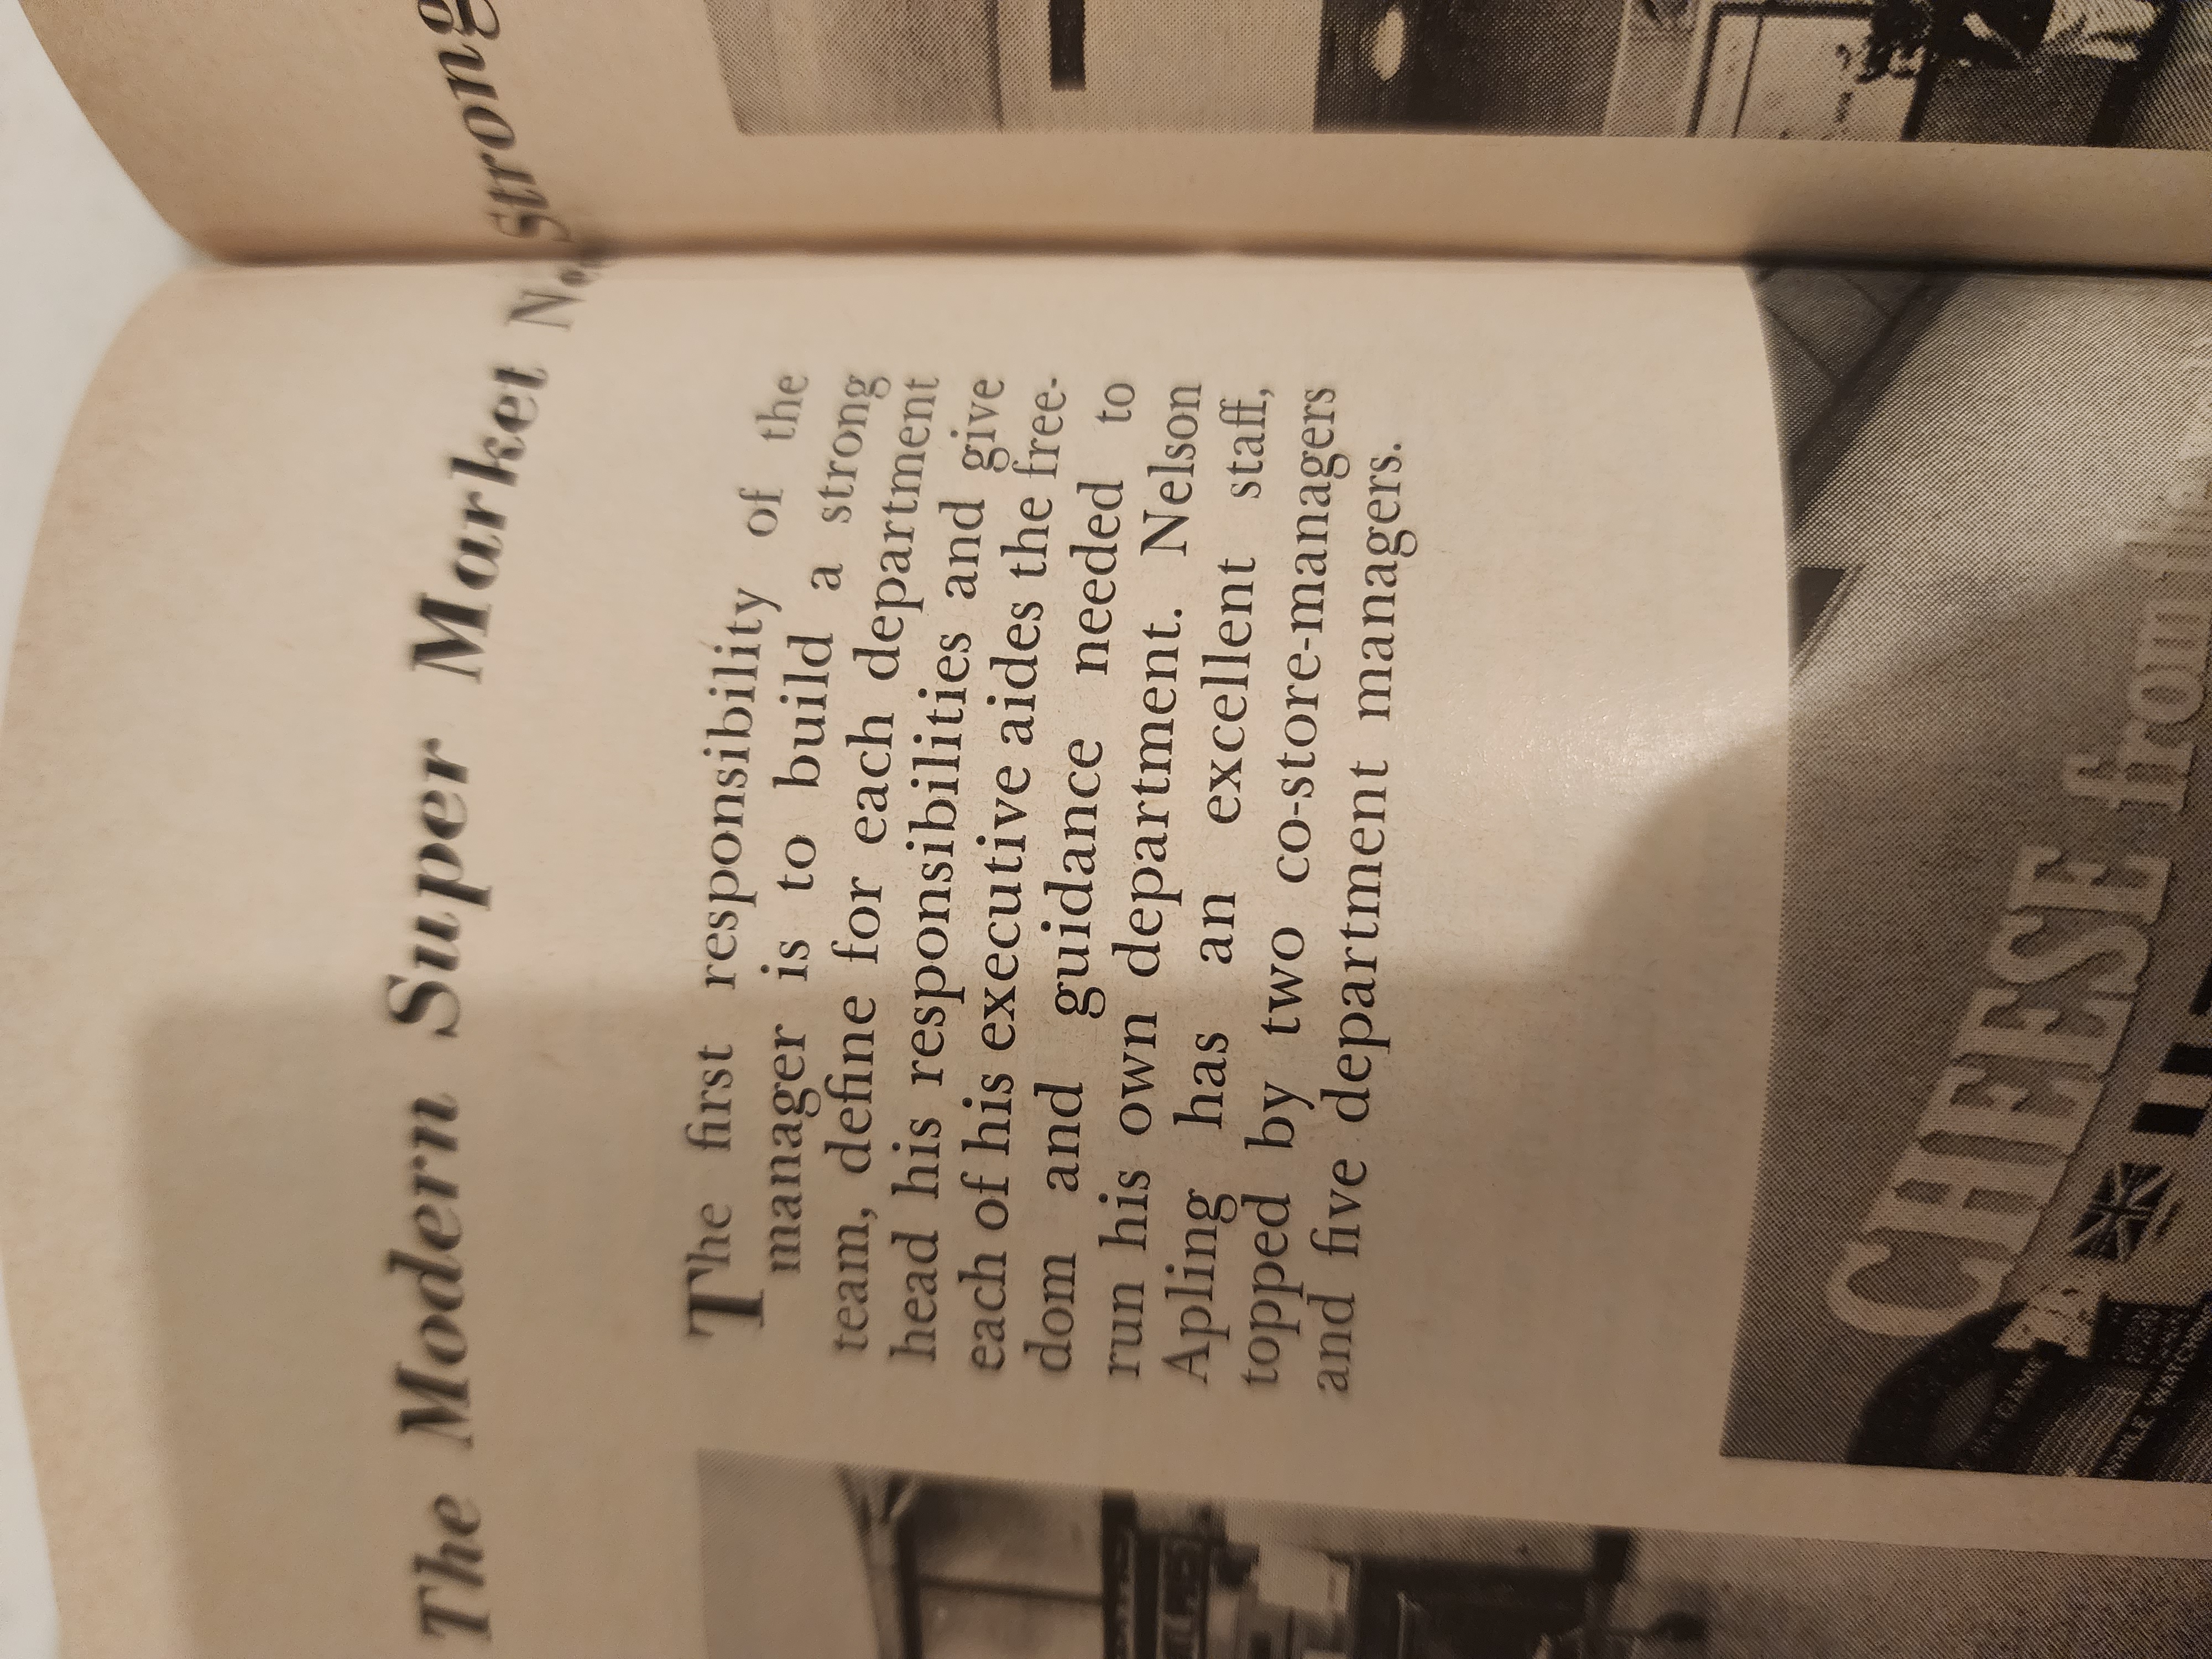 The Modern Super Market Strong
The first responsibility of the
manager is to build a strong
team, define for each department
head his responsibilities and give
each of his executive aides the free-
dom and guidance needed to
run his own department. Nelson
Apling has an excellent staff,
topped by two co-store-managers
and five department managers.
CHEESE from